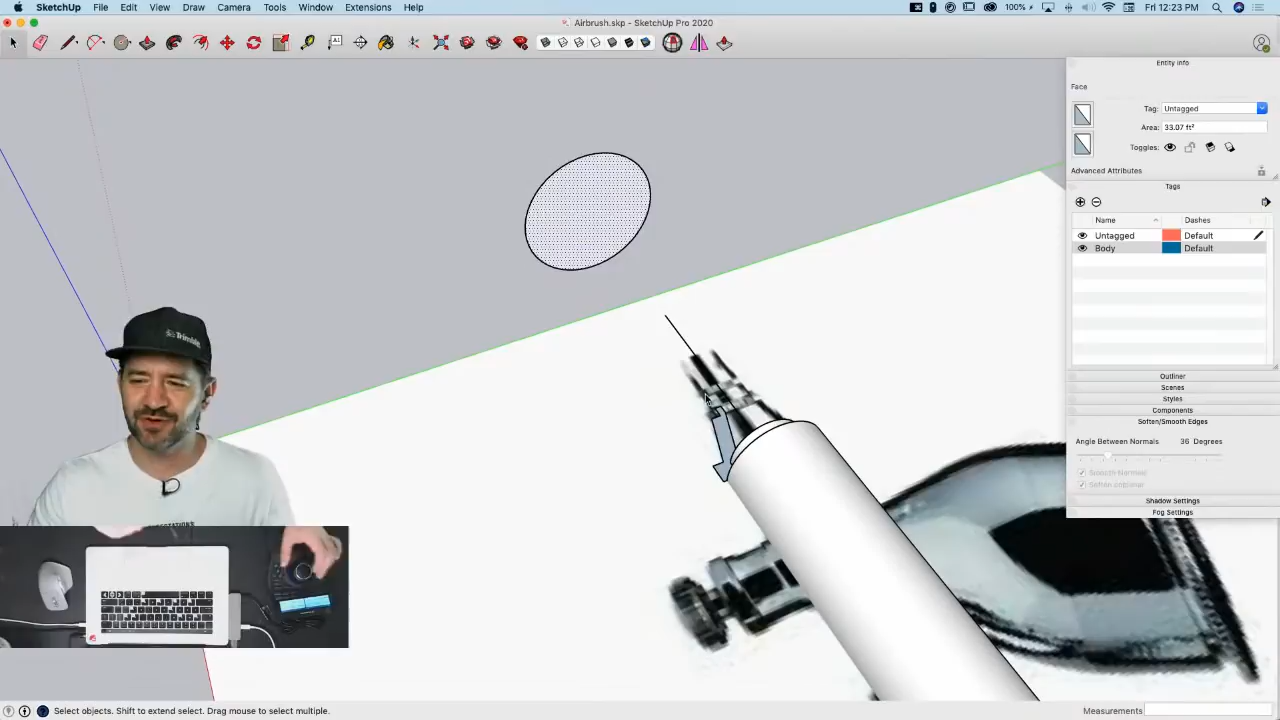 SketchUp File Edit View Draw Camera Tools Window Extensions Help
100% Fri 12:23 PM
Airbrush.skp - SketchUp Pro 2020
Entity Info
Face
Tag: Untagged
Area: 33.07 ft²
Toggles:
Advanced Attributes
Tags
Name Dashes
Untagged Default
Body Default
Outliner
Scenes
Styles
Components
Soften/Smooth Edges
Angle Between Normals 36 Degrees
Smooth Normals
Soften coplanar
Shadow Settings
Fog Settings
Trimble
Select objects. Shift to extend select. Drag mouse to select multiple.
Measurements